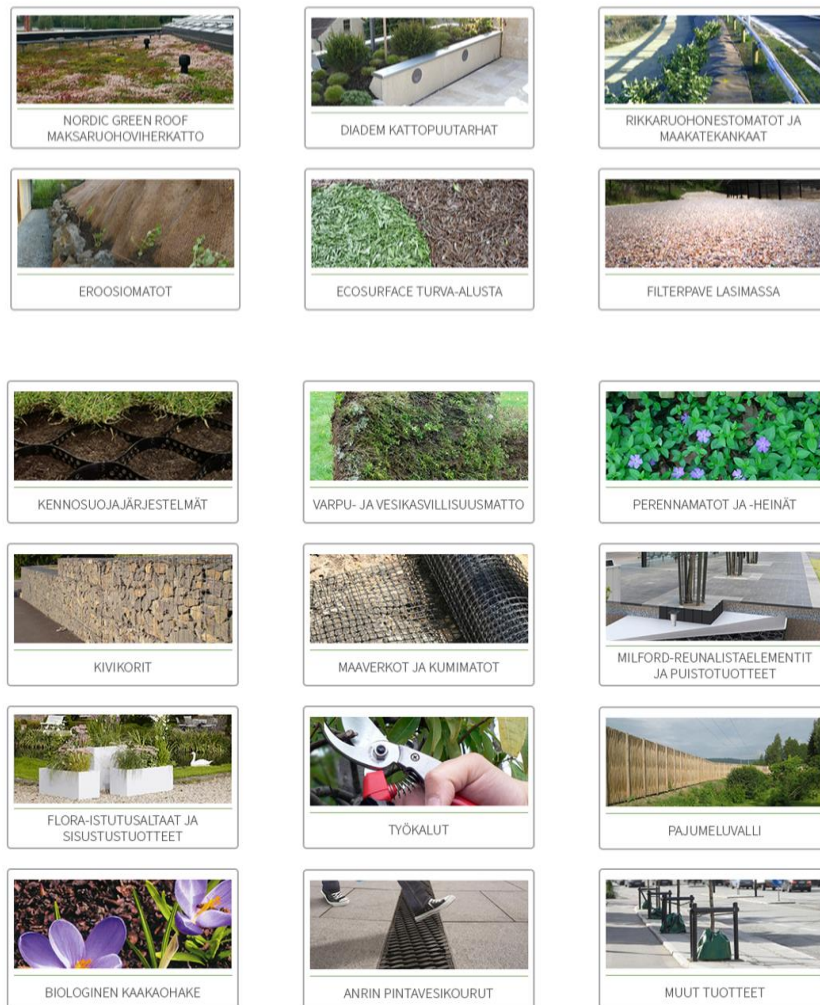 NORDIC GREEN ROOF
MAKSARUOHOVIHERKATTO
DIADEM KATTOPUUTARHAT
RIKKARUOHONESTOMATOT JA
MAAKATEKANKAAT
EROOSIOMATOT
ECOSURFACE TURVA-ALUSTA
FILTERPAVE LASIMASSA
KENNOSUOJAJÄRJESTELMÄT
VARPU- JA VESIKASVILLISUUSMATTO
PERENNAMATOT JA -HEINÄT
KIVIKORIT
MAAVERKOT JA KUMIMATOT
MILFORD-REUNALISTAELEMENTIT
JA PUISTOTUOTTEET
FLORA-ISTUTUSALTAAT JA
SISUSTUSTUOTTEET
TYÖKALUT
PAJUMELUVALLI
BIOLOGINEN KAAKAOHAKE
ANRIN PINTAVESIKOURUT
MUUT TUOTTEET